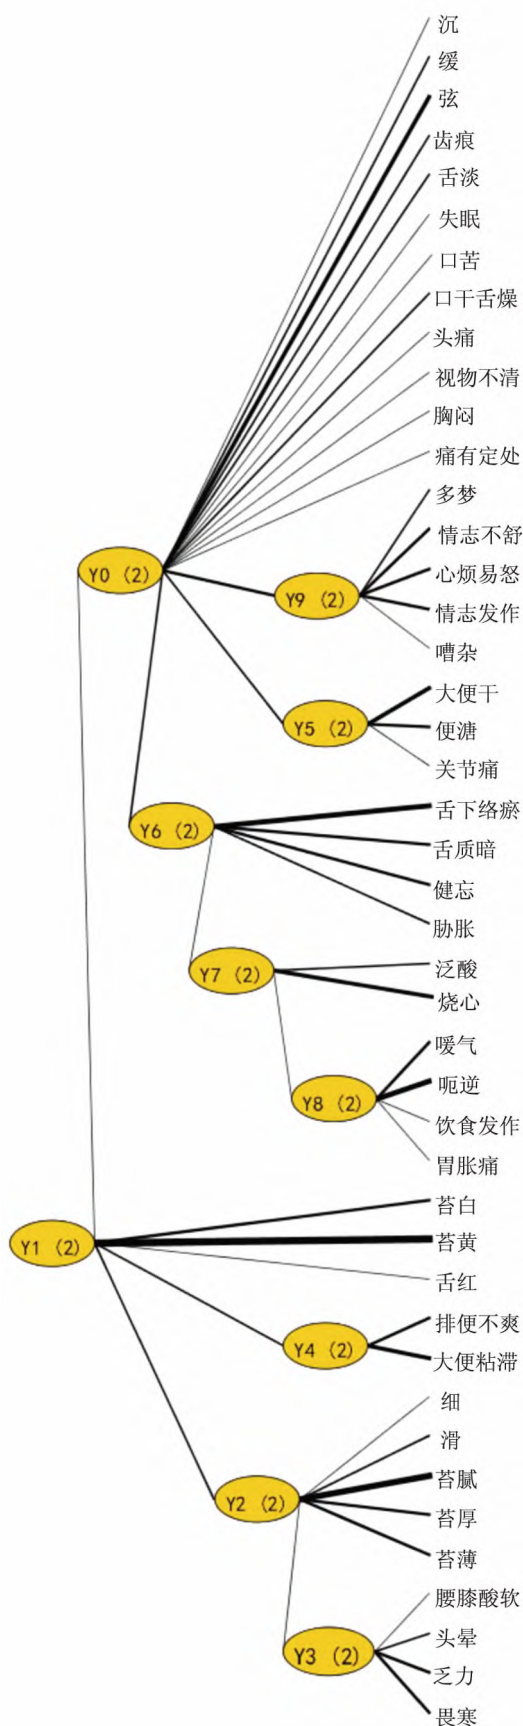 沉
缓
弦
齿痕
舌淡
失眠
口苦
口干舌燥
头痛
视物不清
胸闷
痛有定处
多梦
情志不舒
Y0（2）
心烦易怒
Y9（2）
情志发作
嘈杂
大便干
Y5（2）
便溏
关节痛
舌下络瘀
Y6（2）
舌质暗
健忘
胁胀
泛酸
Y7（2）
烧心
嗳气
呃逆
Y8（2）
饮食发作
胃胀痛
苔白
苔黄
Y1（2）
舌红
排便不爽
Y4（2）
大便粘滞
细
滑
苔腻
Y2（2）
苔厚
苔薄
腰膝酸软
头晕
Y3（2）
乏力
畏寒